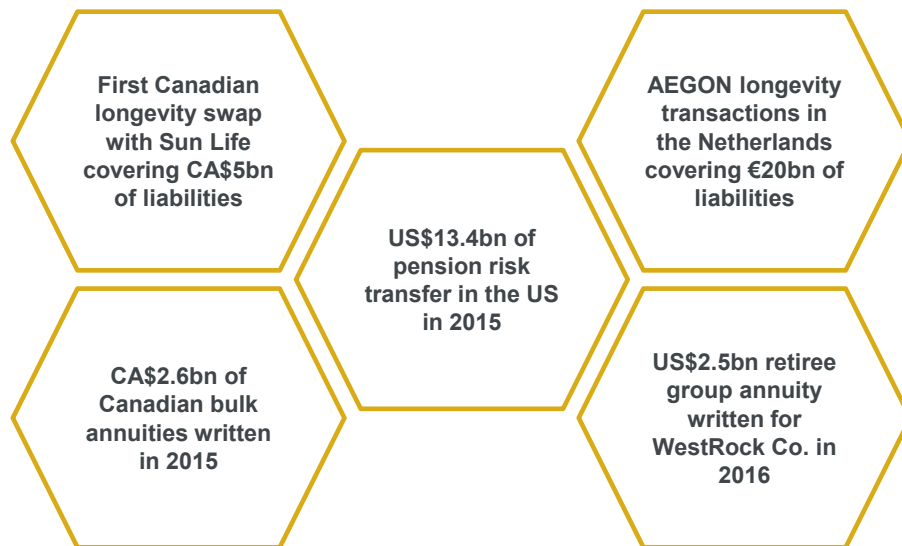 First Canadian
longevity swap
with Sun Life
covering CA$5bn
of liabilities
AEGON longevity
transactions in
the Netherlands
covering €20bn of
liabilities
US$13.4bn of
pension risk
transfer in the US
in 2015
CA$2.6bn of
Canadian bulk
annuities written
in 2015
US$2.5bn retiree
group annuity
written for
WestRock Co. in
2016